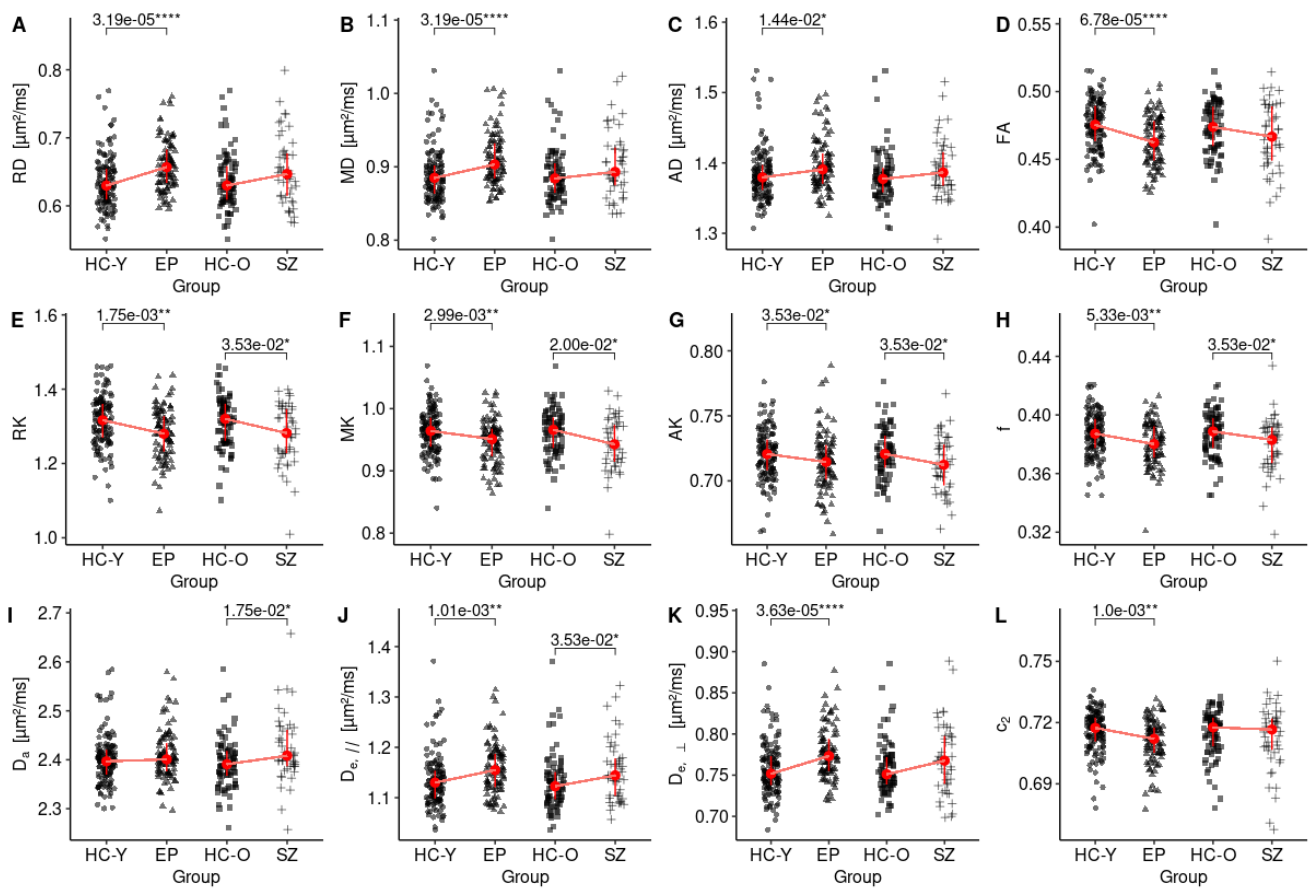 A
3.19e-05****
RD [µm²/ms]
0.8
0.7
0.6
HC-Y EP HC-O SZ
Group
B
3.19e-05****
MD [µm²/ms]
1.0
0.9
0.8
HC-Y EP HC-O SZ
Group
C
1.44e-02*
AD [µm²/ms]
1.6
1.5
1.4
1.3
HC-Y EP HC-O SZ
Group
D
6.78e-05****
FA
0.55
0.50
0.45
0.40
HC-Y EP HC-O SZ
Group
E
1.75e-03**
RK
1.6
1.4
1.2
1.0
HC-Y EP HC-O SZ
Group
3.53e-02*
F
2.99e-03**
2.00e-02*
MK
1.1
1.0
0.9
0.8
HC-Y EP HC-O SZ
Group
G
3.53e-02*
3.53e-02*
AK
0.80
0.75
0.70
HC-Y EP HC-O SZ
Group
H
5.33e-03**
3.53e-02*
f
0.44
0.40
0.36
0.32
HC-Y EP HC-O SZ
Group
I
1.75e-02*
Da [µm²/ms]
2.7
2.6
2.5
2.4
2.3
HC-Y EP HC-O SZ
Group
J
1.01e-03**
3.53e-02*
De, // [µm²/ms]
1.4
1.3
1.2
1.1
HC-Y EP HC-O SZ
Group
K
3.63e-05****
De, ⊥ [µm²/ms]
0.95
0.90
0.85
0.80
0.75
0.70
HC-Y EP HC-O SZ
Group
L
1.0e-03**
c₂
0.75
0.72
0.69
HC-Y EP HC-O SZ
Group